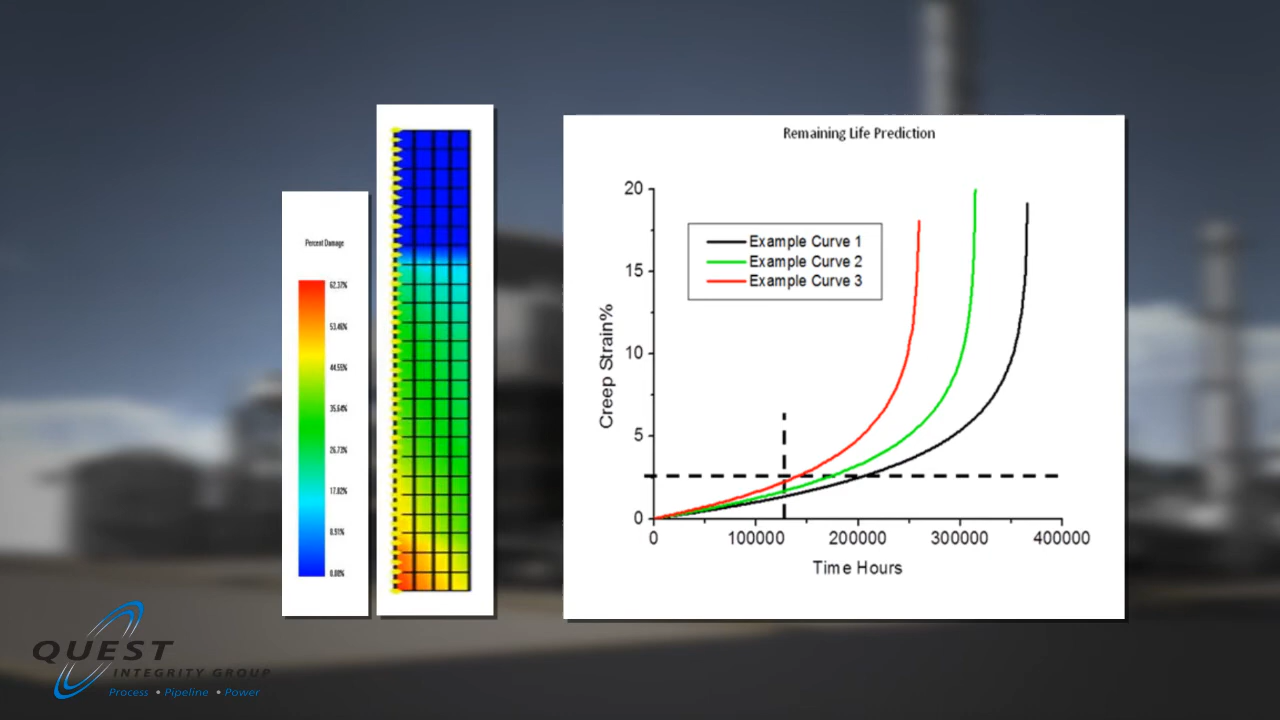 Percent Damage
62.37%
53.46%
44.55%
35.64%
26.73%
17.82%
8.91%
0.00%
Remaining Life Prediction
20
15
10
5
0
Creep Strain%
Example Curve 1
Example Curve 2
Example Curve 3
0 100000 200000 300000 400000
Time Hours
QUEST
INTEGRITY GROUP
Process • Pipeline • Power